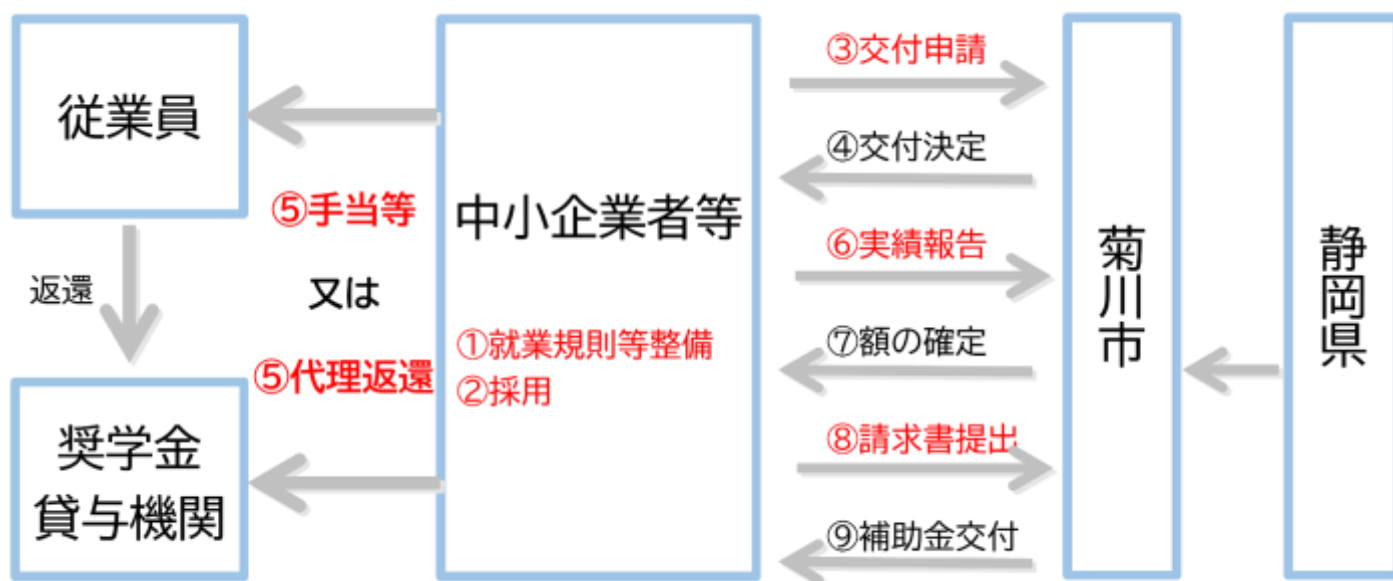 従業員
返還
奨学金
貸与機関
⑤手当等
又は
⑤代理返還
中小企業者等
①就業規則等整備
②採用
③交付申請
④交付決定
⑥実績報告
⑦額の確定
⑧請求書提出
⑨補助金交付
菊川市
静岡県